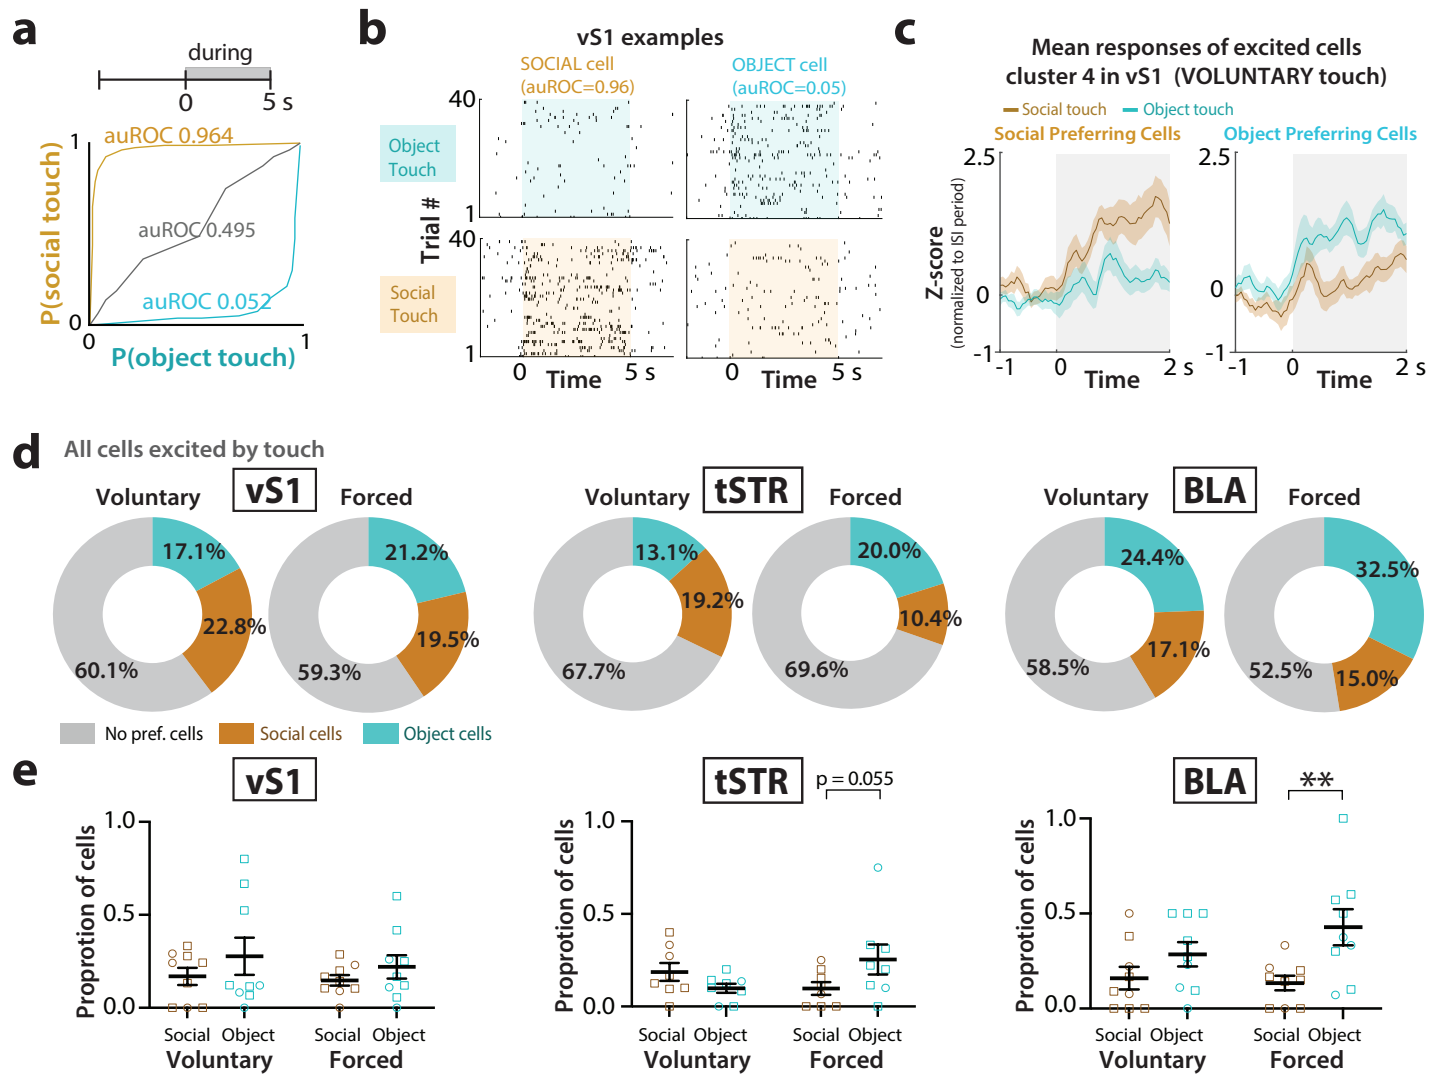 a
during
0
5 s
auROC 0.964
auROC 0.495
auROC 0.052
P(social touch)
1
0
0
1
P(object touch)
b
vS1 examples
SOCIAL cell
(auROC=0.96)
OBJECT cell
(auROC=0.05)
Object
Touch
Social
Touch
Trial #
40
1
40
1
0
Time
5 s
0
Time
5 s
c
Mean responses of excited cells
cluster 4 in vS1 (VOLUNTARY touch)
Social touch
Object touch
Social Preferring Cells
Object Preferring Cells
Z-score
(normalized to ISI period)
2.5
0
-1
-1
0
Time
2 s
2.5
0
-1
-1
0
Time
2 s
d
All cells excited by touch
Voluntary
vS1
Forced
17.1%
22.8%
60.1%
21.2%
19.5%
59.3%
Voluntary
tSTR
Forced
13.1%
19.2%
67.7%
20.0%
10.4%
69.6%
Voluntary
BLA
Forced
24.4%
17.1%
58.5%
32.5%
15.0%
52.5%
No pref. cells
Social cells
Object cells
e
vS1
Proprotion of cells
1.0
0.5
0.0
Social
Object
Social
Object
Voluntary
Forced
tSTR
p = 0.055
Proprotion of cells
1.0
0.5
0.0
Social
Object
Social
Object
Voluntary
Forced
BLA
**
Proprotion of cells
1.0
0.5
0.0
Social
Object
Social
Object
Voluntary
Forced